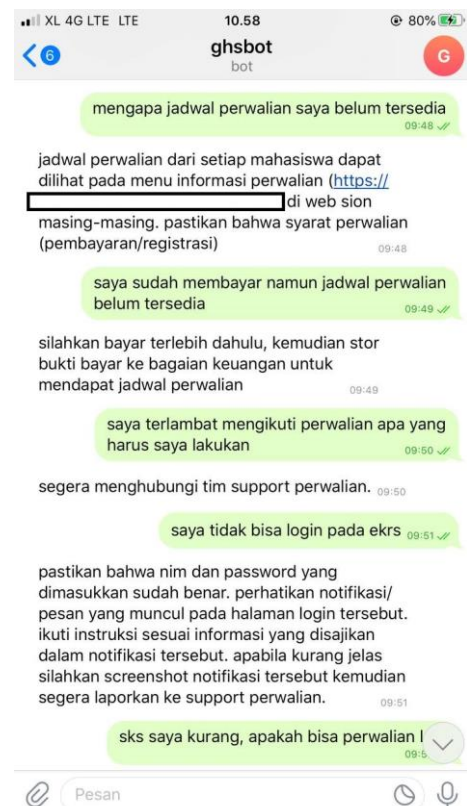 XL 4G LTE LTE 10.58 80%
6 ghsbot G
bot
mengapa jadwal perwalian saya belum tersedia
09:48
jadwal perwalian dari setiap mahasiswa dapat
dilihat pada menu informasi perwalian (https://
di web sion
masing-masing. pastikan bahwa syarat perwalian
(pembayaran/registrasi)
09:48
saya sudah membayar namun jadwal perwalian
belum tersedia
09:49
silahkan bayar terlebih dahulu, kemudian stor
bukti bayar ke bagaian keuangan untuk
mendapat jadwal perwalian
09:49
saya terlambat mengikuti perwalian apa yang
harus saya lakukan
09:50
segera menghubungi tim support perwalian. 09:50
saya tidak bisa login pada ekrs 09:51
pastikan bahwa nim dan password yang
dimasukkan sudah benar. perhatikan notifikasi/
pesan yang muncul pada halaman login tersebut.
ikuti instruksi sesuai informasi yang disajikan
dalam notifikasi tersebut. apabila kurang jelas
silahkan screenshot notifikasi tersebut kemudian
segera laporkan ke support perwalian.
09:51
sks saya kurang, apakah bisa perwalian
Pesan